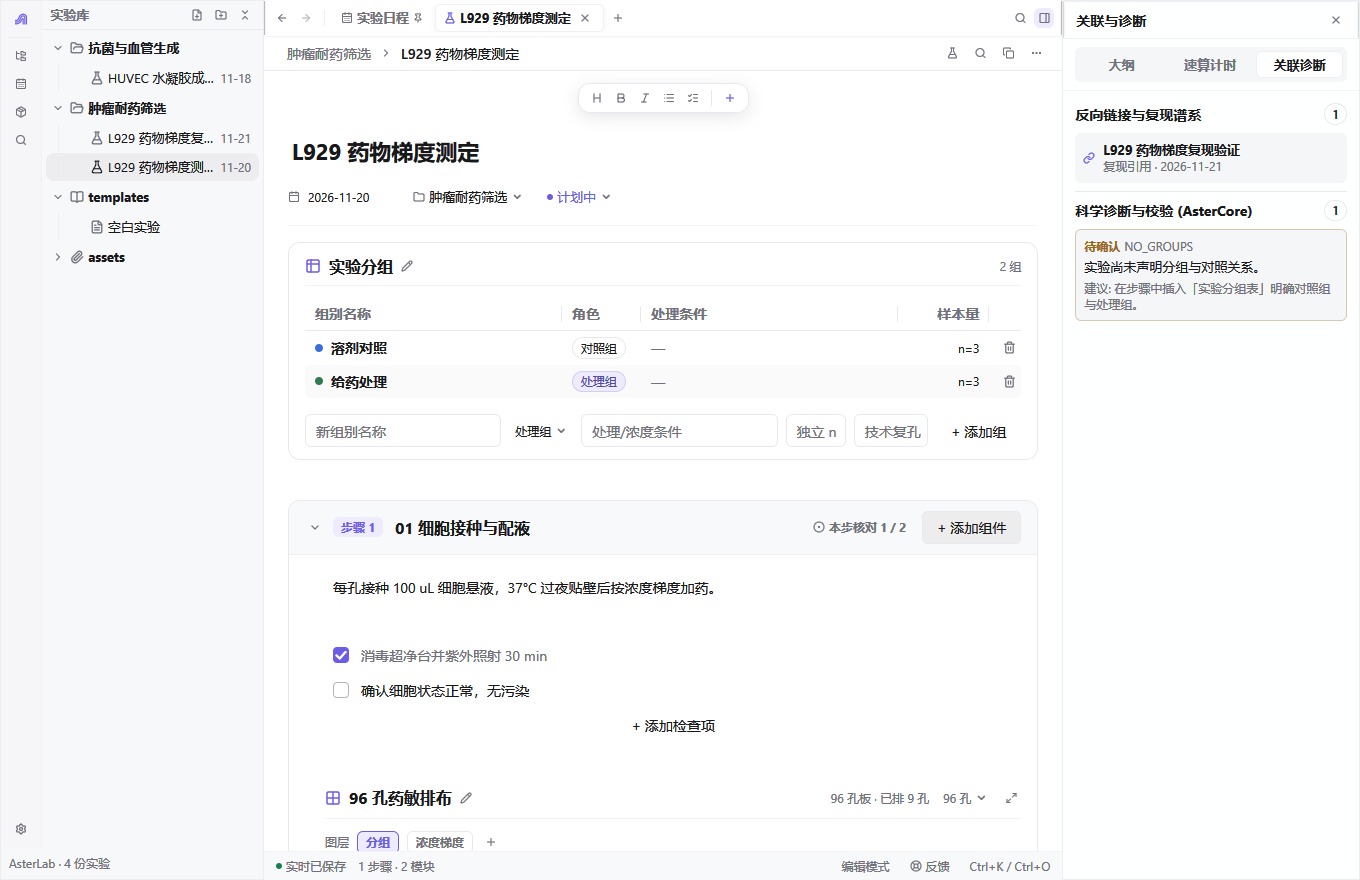 实验库
抗菌与血管生成
HUVEC 水凝胶成... 11-18
肿瘤耐药筛选
L929 药物梯度复... 11-21
L929 药物梯度测... 11-20
templates
空白实验
assets
AsterLab · 4 份实验
实验日程
L929 药物梯度测定
肿瘤耐药筛选 > L929 药物梯度测定
H B I
L929 药物梯度测定
2026-11-20 肿瘤耐药筛选 计划中
实验分组 2 组
组别名称 角色 处理条件 样本量
溶剂对照 对照组 — n=3
给药处理 处理组 — n=3
新组别名称 处理组 处理/浓度条件 独立 n 技术复孔 + 添加组
步骤 1 01 细胞接种与配液 本步核对 1 / 2 + 添加组件
每孔接种 100 uL 细胞悬液，37°C 过夜贴壁后按浓度梯度加药。
消毒超净台并紫外照射 30 min
确认细胞状态正常，无污染
+ 添加检查项
96 孔药敏排布 96 孔板 · 已排 9 孔 96 孔
图层 分组 浓度梯度 +
实时已保存 1 步骤 · 2 模块 编辑模式 反馈 Ctrl+K / Ctrl+O
关联与诊断
大纲 速算计时 关联诊断
反向链接与复现谱系 1
L929 药物梯度复现验证
复现引用 · 2026-11-21
科学诊断与校验 (AsterCore) 1
待确认 NO_GROUPS
实验尚未声明分组与对照关系。
建议: 在步骤中插入「实验分组表」明确对照组
与处理组。